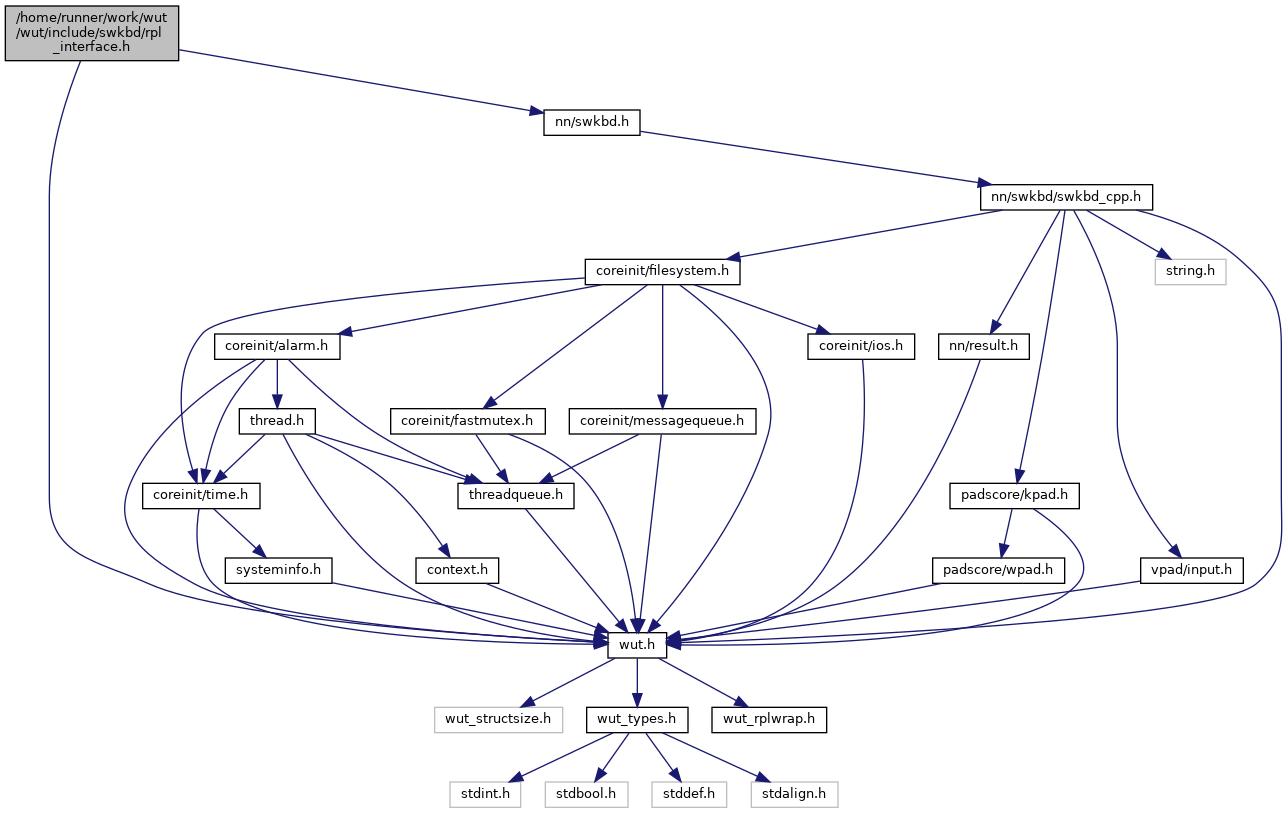 /home/runner/work/wut
/wut/include/swkbd/rpl
_interface.h
nn/swkbd.h
nn/swkbd/swkbd_cpp.h
coreinit/filesystem.h
string.h
coreinit/alarm.h
coreinit/ios.h
nn/result.h
thread.h
coreinit/fastmutex.h
coreinit/messagequeue.h
coreinit/time.h
threadqueue.h
padscore/kpad.h
systeminfo.h
context.h
padscore/wpad.h
vpad/input.h
wut.h
wut_structsize.h
wut_types.h
wut_rplwrap.h
stdint.h
stdbool.h
stddef.h
stdalign.h